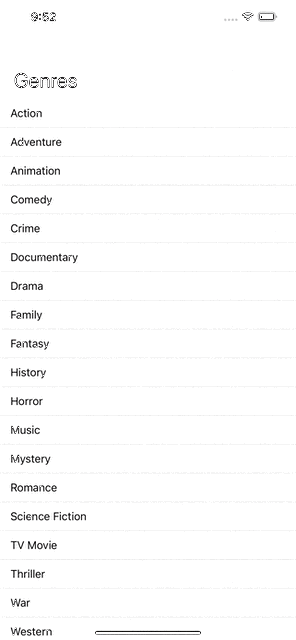 9:52
Genres
Action
Adventure
Animation
Comedy
Crime
Documentary
Drama
Family
Fantasy
History
Horror
Music
Mystery
Romance
Science Fiction
TV Movie
Thriller
War
Western